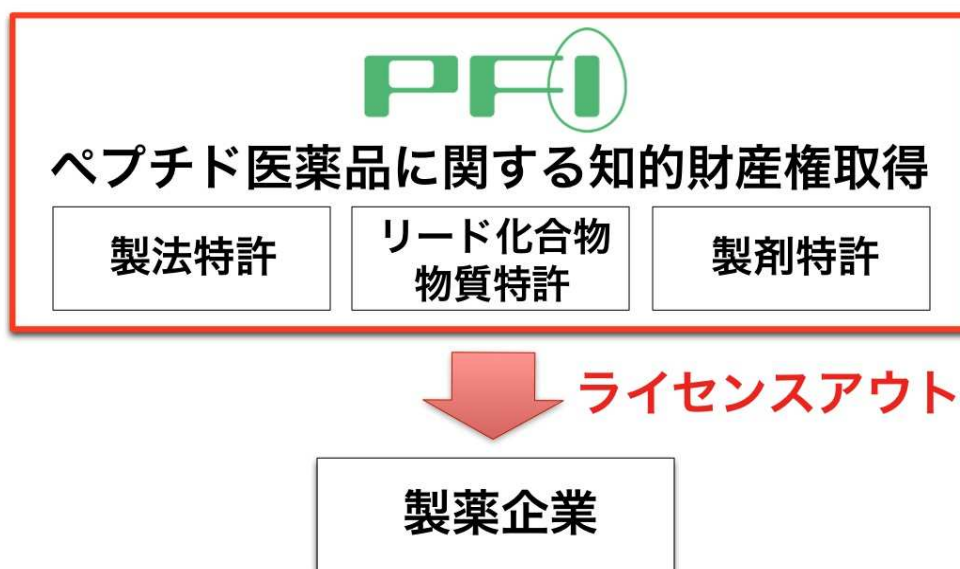 PFI
ペプチド医薬品に関する知的財産権取得
製法特許
リード化合物
物質特許
製剤特許
ライセンスアウト
製薬企業